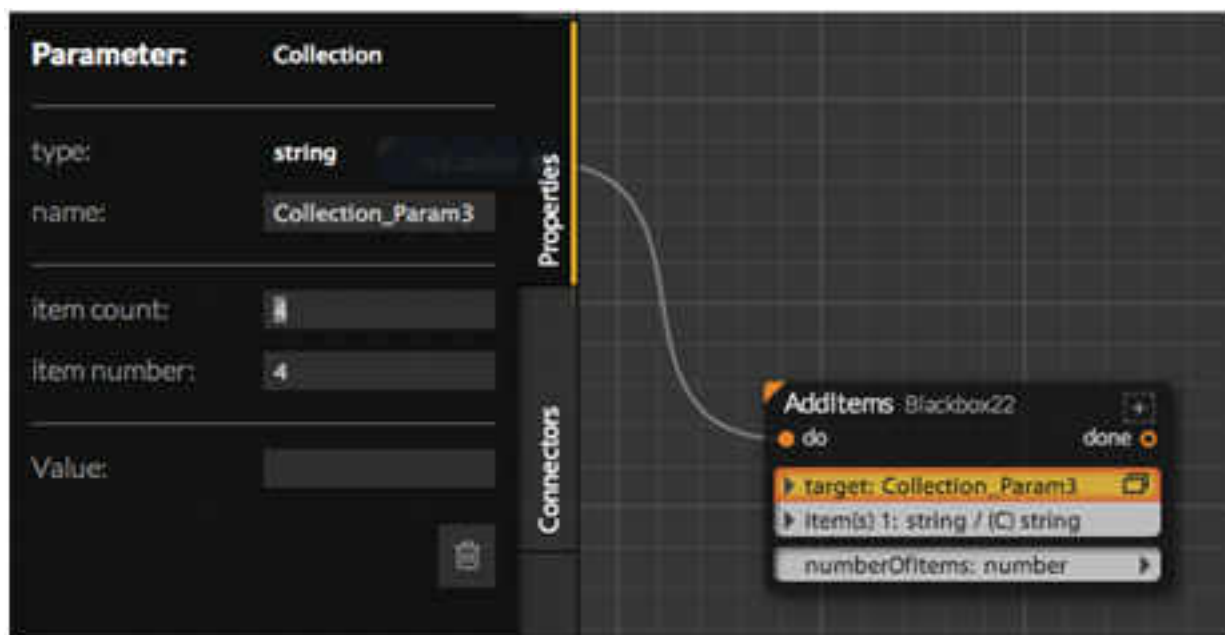 Parameter: Collection
type: string
name: Collection_Param3
item count:
item number: 4
Value:
Properties
Connectors
AddItems Blackbox22
do done
target: Collection_Param3
item(s) 1: string / (C) string
numberOfItems: number